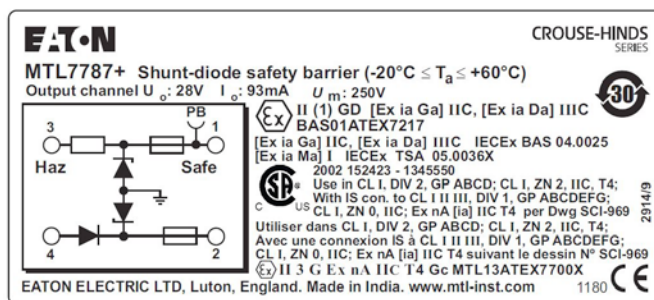 EATON
CROUSE-HINDS
SERIES
MTL7787+ Shunt-diode safety barrier (-20°C ≤ Ta ≤ +60°C)
Output channel U o: 28V I o: 93mA U m: 250V
30
PB
3
1
Haz
Safe
4
2
Ex II (1) GD [Ex ia Ga] IIC, [Ex ia Da] IIIC
BAS01ATEX7217
[Ex ia Ga] IIC, [Ex ia Da] IIIC IECEx BAS 04.0025
[Ex ia Ma] I IECEx TSA 05.0036X
2002 152423 - 1345550
C SA US
Use in CL I, DIV 2, GP ABCD; CL I, ZN 2, IIC, T4;
With IS con. to CL I II III, DIV 1, GP ABCDEFG;
CL I, ZN 0, IIC; Ex nA [ia] IIC T4 per Dwg SCI-969
Utiliser dans CL I, DIV 2, GP ABCD; CL I, ZN 2, IIC, T4;
Avec une connexion IS à CL I II III, DIV 1, GP ABCDEFG;
CL I, ZN 0, IIC; Ex nA [ia] IIC T4 suivant le dessin Nº SCI-969
Ex II 3 G Ex nA IIC T4 Gc MTL13ATEX7700X
2914/9
EATON ELECTRIC LTD, Luton, England. Made in India. www.mtl-inst.com 1180 CE